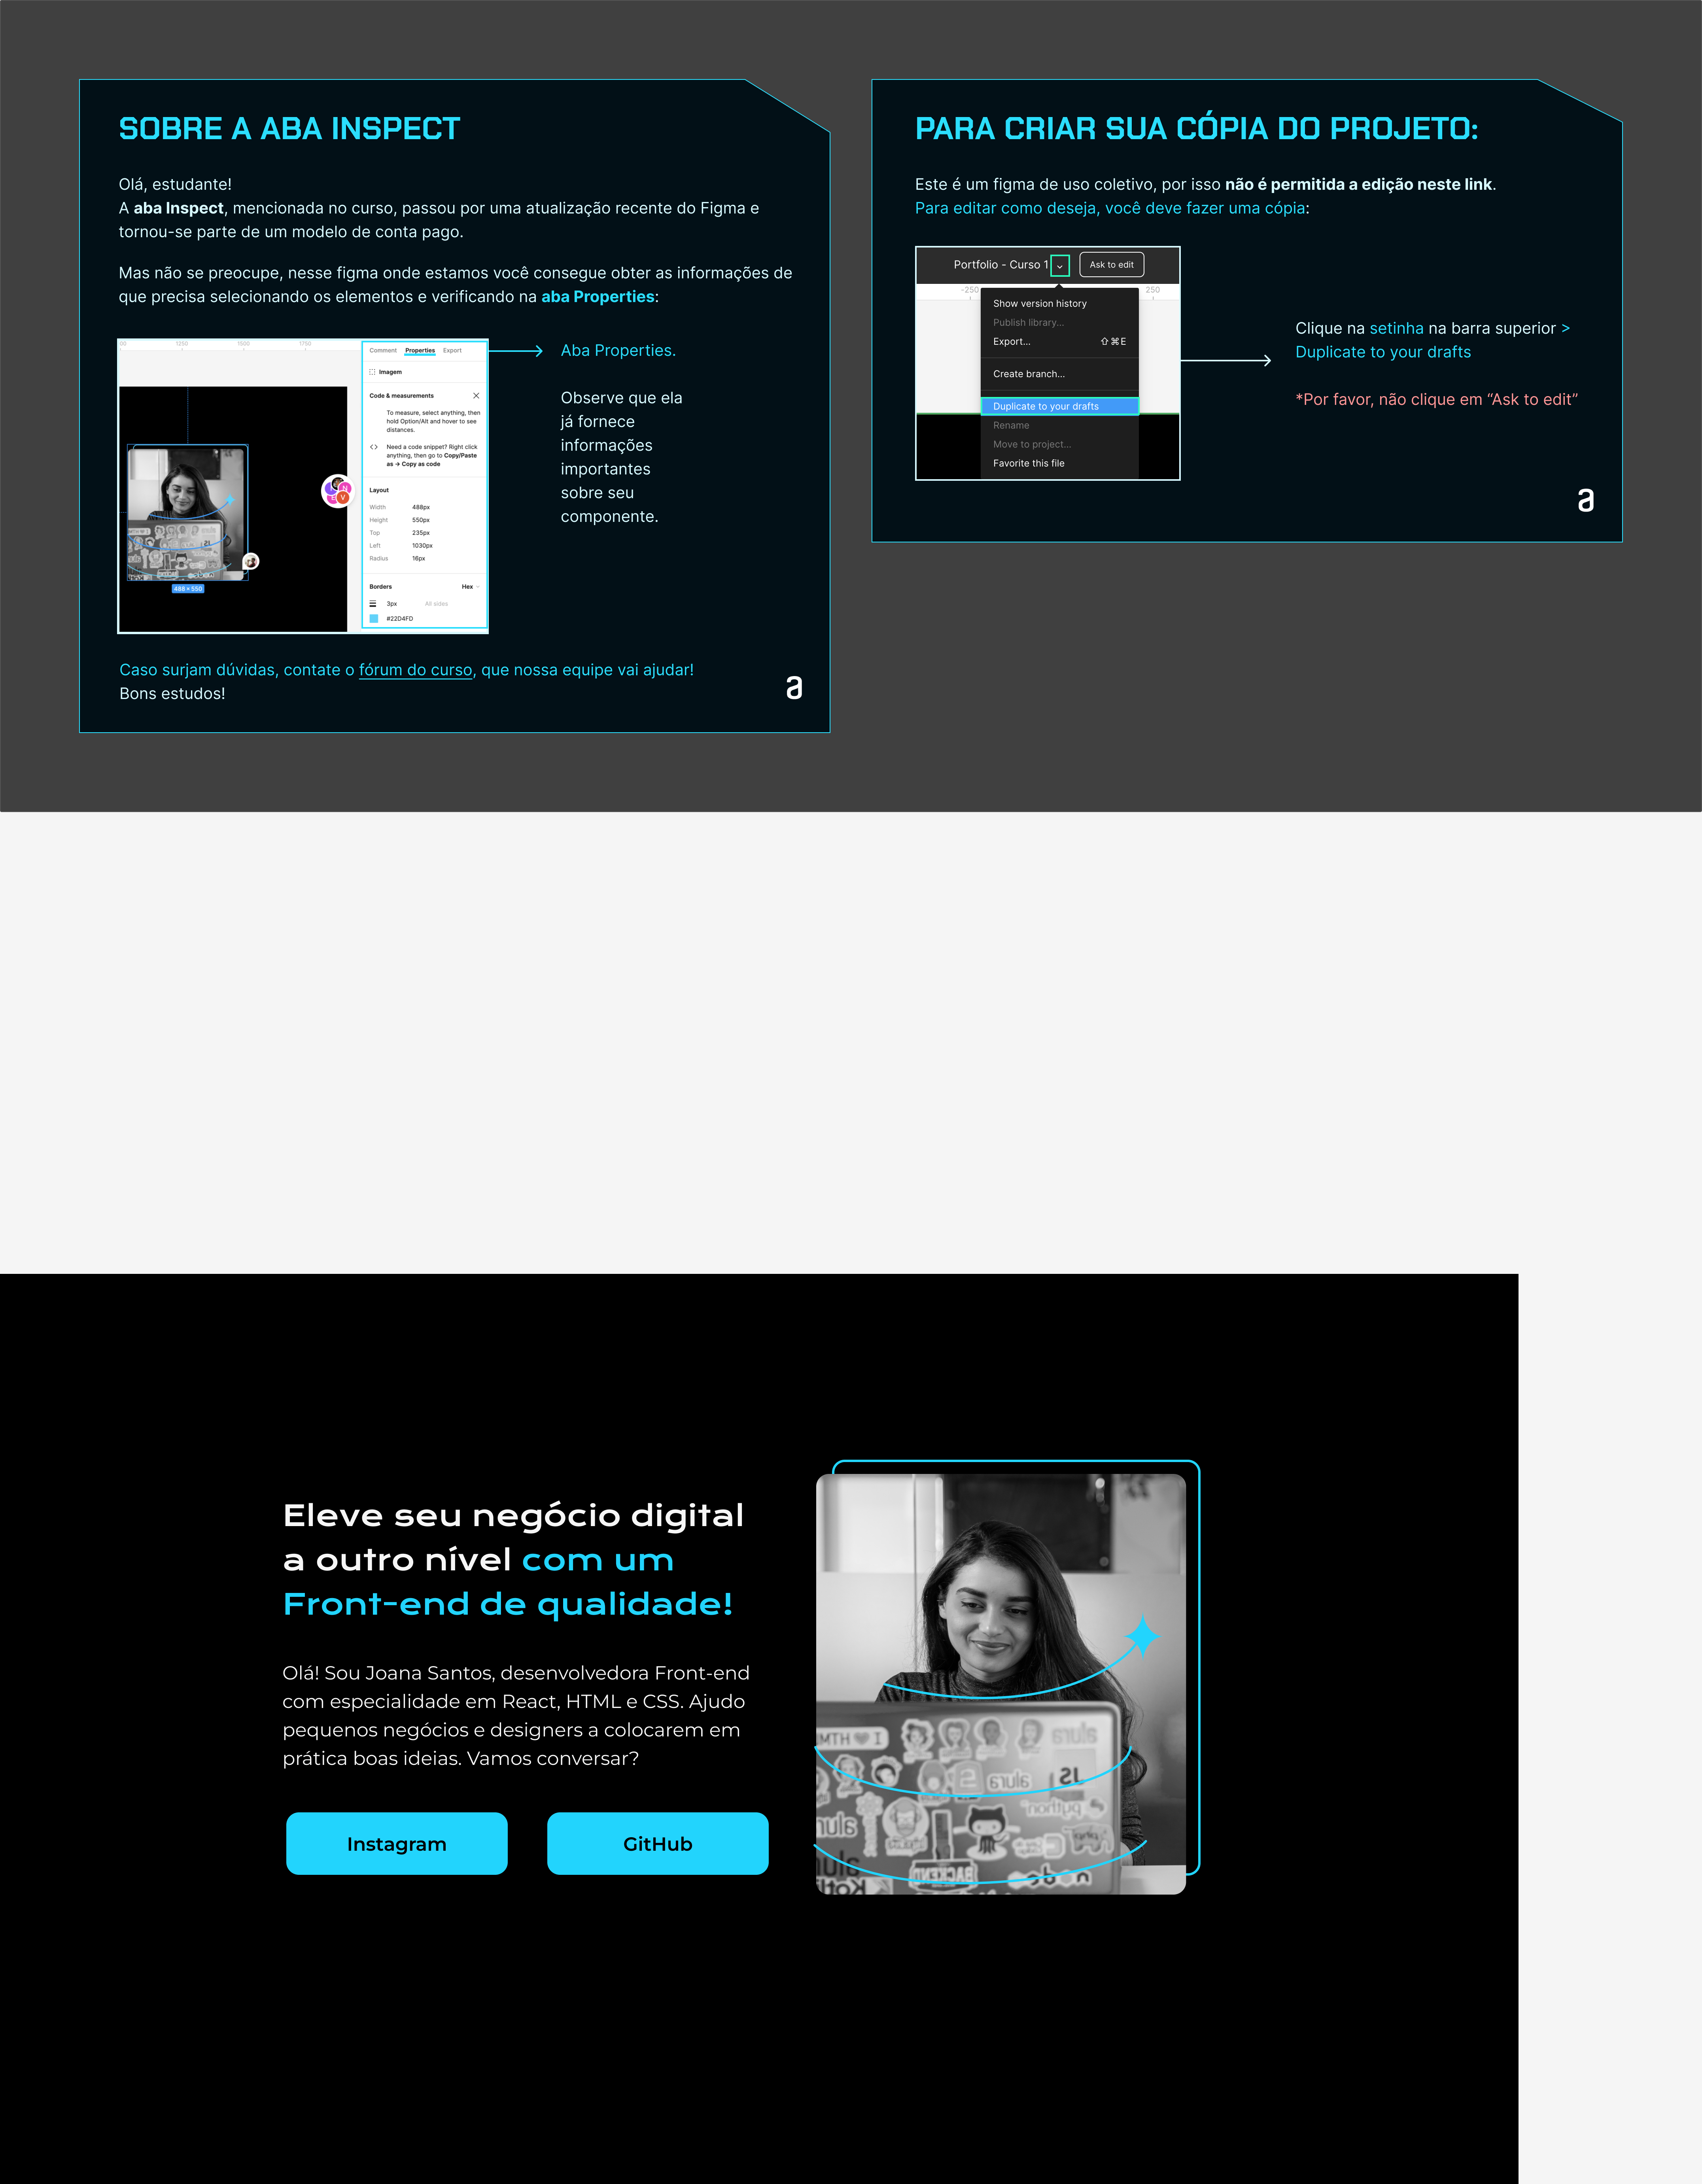 SOBRE A ABA INSPECT
Olá, estudante!
A aba Inspect, mencionada no curso, passou por uma atualização recente do Figma e
tornou-se parte de um modelo de conta pago.
Mas não se preocupe, nesse figma onde estamos você consegue obter as informações de
que precisa selecionando os elementos e verificando na aba Properties:
1250 1500 1750
Comment Properties Export
Imagem
Code & measurements
To measure, select anything, then
hold Option/Alt and hover to see
distances.
Need a code snippet? Right click
anything, then go to Copy/Paste
as → Copy as code
Layout
Width 488px
Height 550px
Top 235px
Left 1030px
Radius 16px
Borders Hex
3px All sides
#22D4FD
488 × 550
N
V
Aba Properties.
Observe que ela
já fornece
informações
importantes
sobre seu
componente.
Caso surjam dúvidas, contate o fórum do curso, que nossa equipe vai ajudar!
Bons estudos!
a
PARA CRIAR SUA CÓPIA DO PROJETO:
Este é um figma de uso coletivo, por isso não é permitida a edição neste link.
Para editar como deseja, você deve fazer uma cópia:
Portfolio - Curso 1 Ask to edit
-250 250
Show version history
Publish library...
Export... ⇧⌘E
Create branch...
Duplicate to your drafts
Rename
Move to project...
Favorite this file
Clique na setinha na barra superior >
Duplicate to your drafts
*Por favor, não clique em “Ask to edit”
a
Eleve seu negócio digital
a outro nível com um
Front-end de qualidade!
Olá! Sou Joana Santos, desenvolvedora Front-end
com especialidade em React, HTML e CSS. Ajudo
pequenos negócios e designers a colocarem em
prática boas ideias. Vamos conversar?
Instagram GitHub
I ♥ HTM
alura
JS
alura
python
BACKEND
node